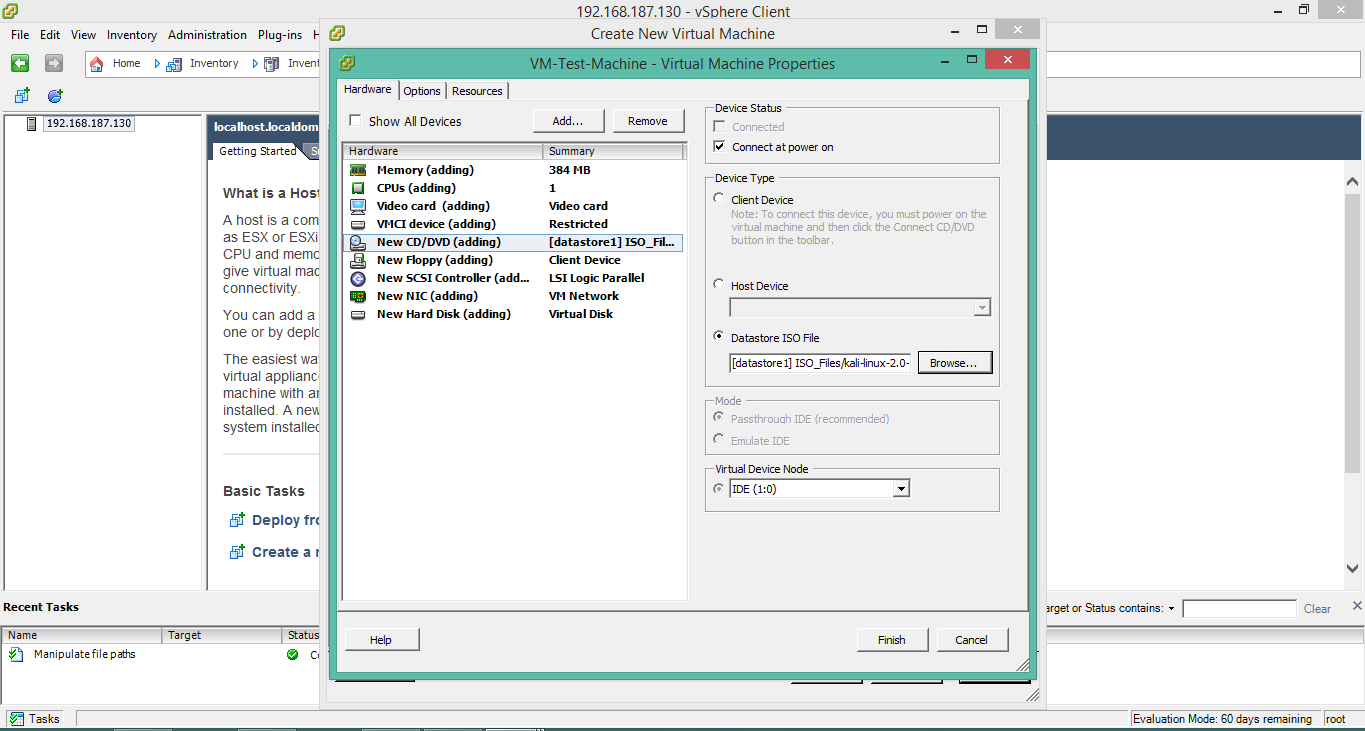 192.168.187.130 - vSphere Client
File Edit View Inventory Administration Plug-ins
Create New Virtual Machine
Home Inventory
VM-Test-Machine - Virtual Machine Properties
Hardware Options Resources
192.168.187.130
localhost.localdom
Getting Started
What is a Host
A host is a com
as ESX or ESXi
CPU and memo
give virtual mac
connectivity.
You can add a
one or by deplo
The easiest wa
virtual appliance
machine with an
installed. A new
system installed
Basic Tasks
Deploy fro
Create a n
Show All Devices
Add...
Remove
Hardware Summary
Memory (adding) 384 MB
CPUs (adding) 1
Video card (adding) Video card
VMCI device (adding) Restricted
New CD/DVD (adding) [datastore1] ISO_Fil...
New Floppy (adding) Client Device
New SCSI Controller (add... LSI Logic Parallel
New NIC (adding) VM Network
New Hard Disk (adding) Virtual Disk
Device Status
Connected
Connect at power on
Device Type
Client Device
Note: To connect this device, you must power on the
virtual machine and then click the Connect CD/DVD
button in the toolbar.
Host Device
Datastore ISO File
[datastore1] ISO_Files/kali-linux-2.0-
Browse...
Mode
Passthrough IDE (recommended)
Emulate IDE
Virtual Device Node
IDE (1:0)
Help
Finish
Cancel
Recent Tasks
arget or Status contains:
Clear
Name Target Status
Manipulate file paths
Tasks
Evaluation Mode: 60 days remaining
root